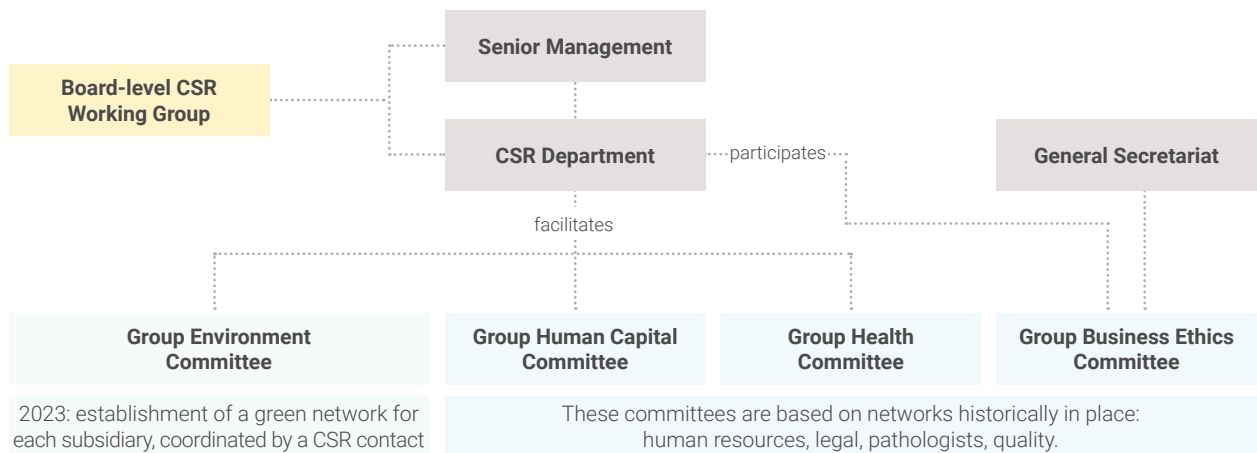 Senior Management
Board-level CSR
Working Group
CSR Department
participates
General Secretariat
facilitates
Group Environment
Committee
Group Human Capital
Committee
Group Health
Committee
Group Business Ethics
Committee
2023: establishment of a green network for
each subsidiary, coordinated by a CSR contact
These committees are based on networks historically in place:
human resources, legal, pathologists, quality.